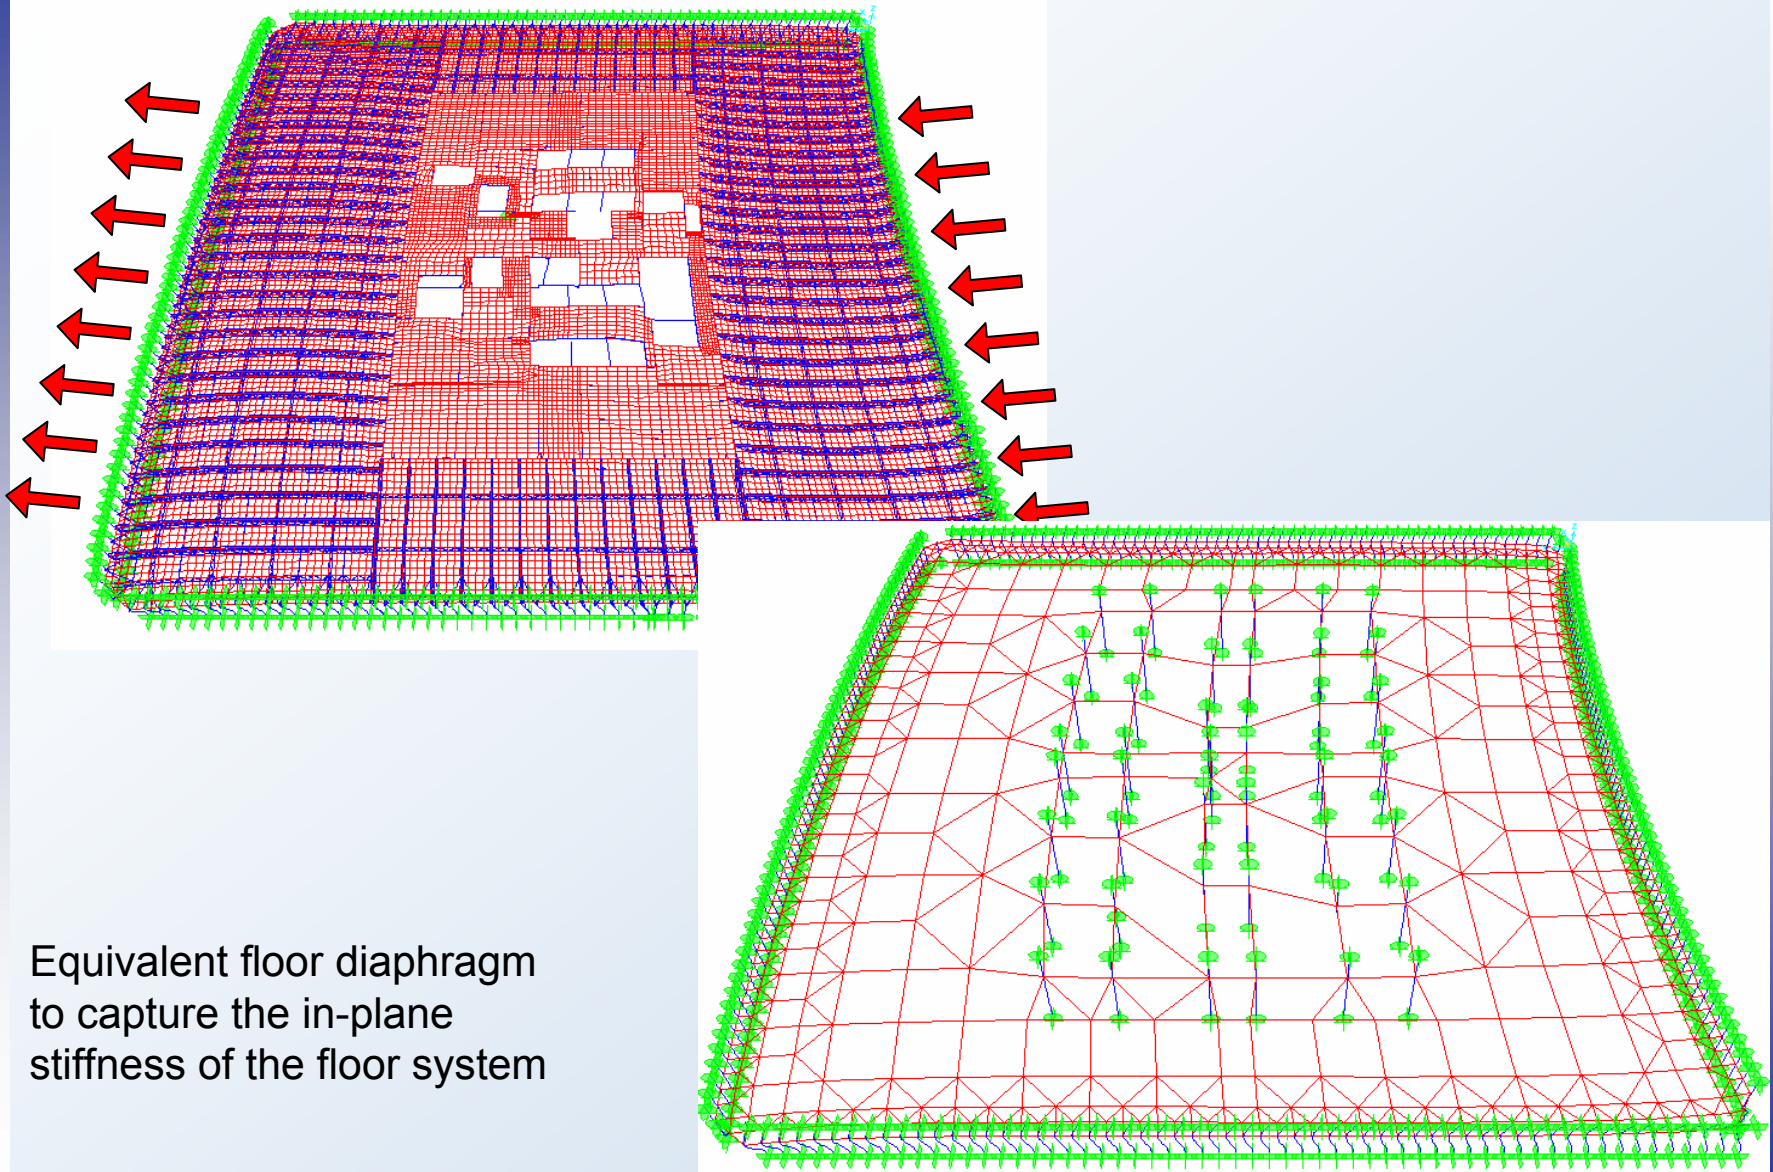 Equivalent floor diaphragm
to capture the in-plane
stiffness of the floor system